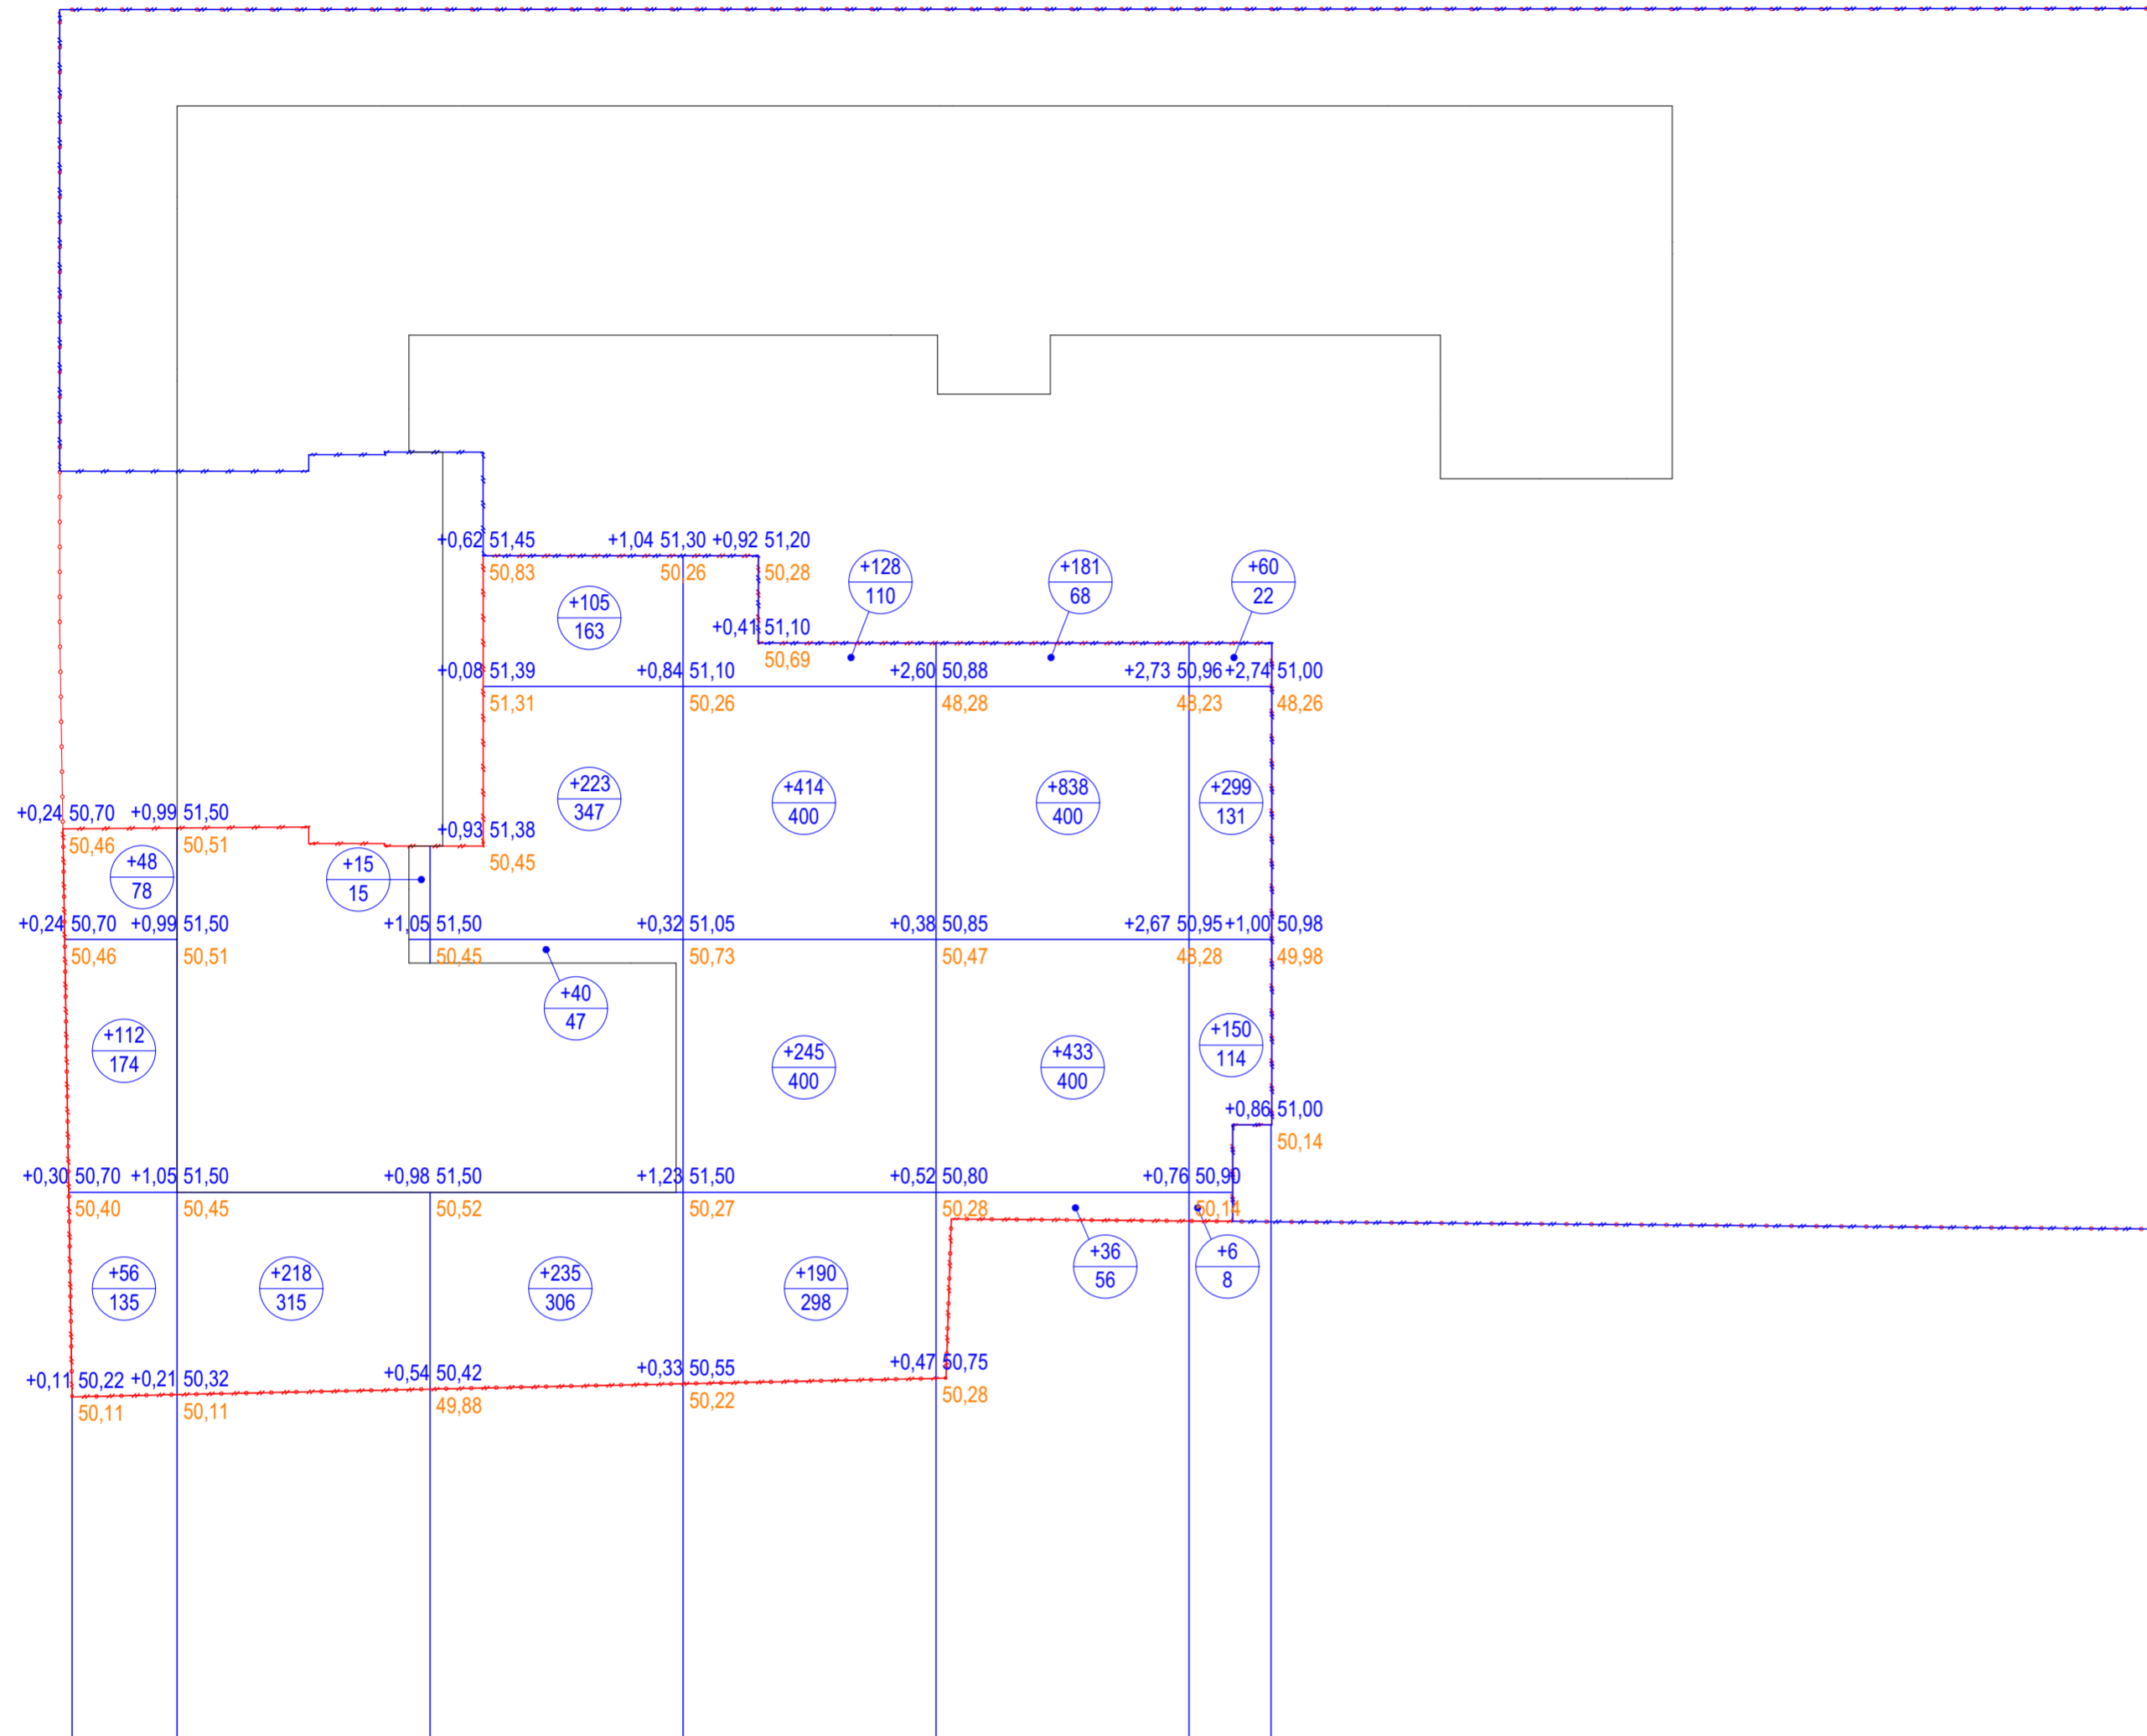 +0,62 51,45 +1,04 51,30 +0,92 51,20
50,83 50,26 50,28
+128 +181 +60
110 68 22
+105
163
+0,41 51,10
50,69
+0,08 51,39 +0,84 51,10 +2,60 50,88 +2,73 50,96 +2,74 51,00
51,31 50,26 48,28 48,23 48,26
+223 +414 +838 +299
347 400 400 131
+0,24 50,70 +0,99 51,50
50,46 50,51
+0,93 51,38
50,45
+48 +15
78 15
+0,24 50,70 +0,99 51,50 +1,05 51,50 +0,32 51,05 +0,38 50,85 +2,67 50,95 +1,00 50,98
50,46 50,51 50,45 50,73 50,47 48,28 49,98
+40
47
+112 +245 +433 +150
174 400 400 114
+0,86 51,00
50,14
+0,30 50,70 +1,05 51,50 +0,98 51,50 +1,23 51,50 +0,52 50,80 +0,76 50,90
50,40 50,45 50,52 50,27 50,28 50,14
+36 +6
56 8
+56 +218 +235 +190
135 315 306 298
+0,11 50,22 +0,21 50,32 +0,54 50,42 +0,33 50,55 +0,47 50,75
50,11 50,11 49,88 50,22 50,28